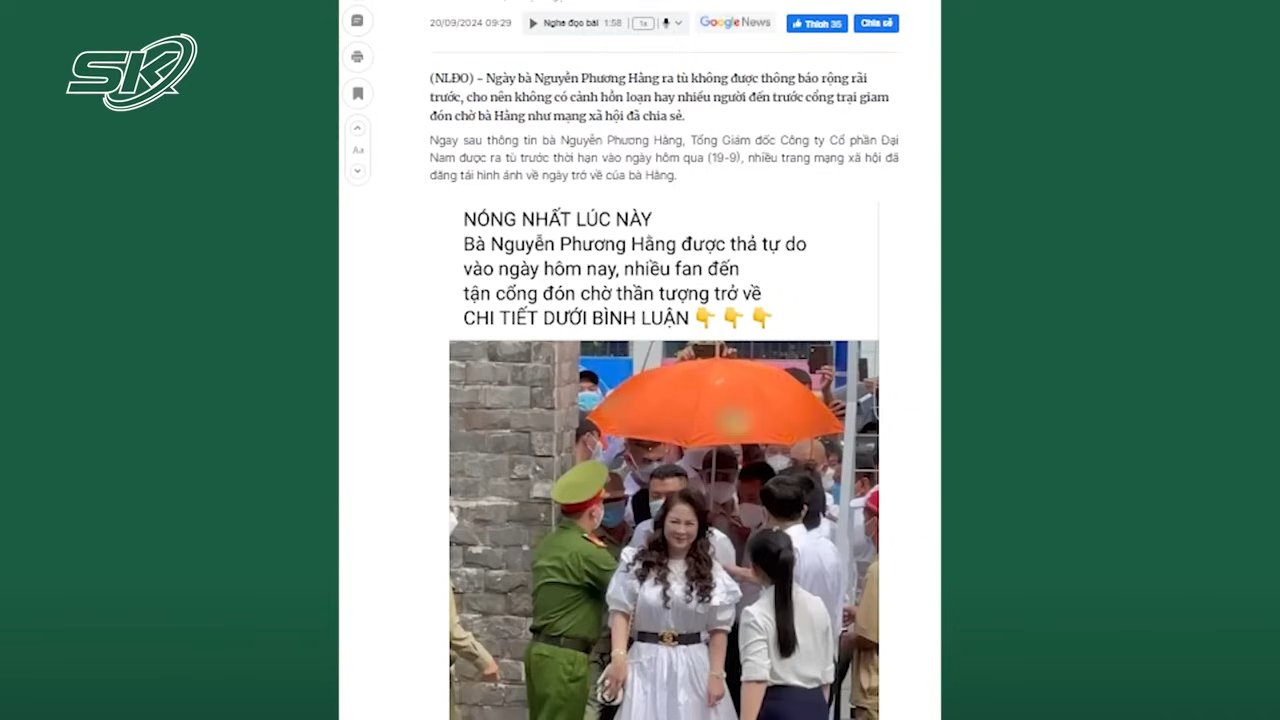 SK
20/09/2024 09:29
Nghe đọc bài 1:58
1x
Google News
Thích 35
Chia sẻ
(NLĐO) – Ngày bà Nguyễn Phương Hằng ra tù không được thông báo rộng rãi
trước, cho nên không có cảnh hỗn loạn hay nhiều người đến trước cổng trại giam
đón chờ bà Hằng như mạng xã hội đã chia sẻ.
Aa
Ngay sau thông tin bà Nguyễn Phương Hằng, Tổng Giám đốc Công ty Cổ phần Đại
Nam được ra tù trước thời hạn vào ngày hôm qua (19-9), nhiều trang mạng xã hội đã
đăng tải hình ảnh về ngày trở về của bà Hằng.
NÓNG NHẤT LÚC NÀY
Bà Nguyễn Phương Hằng được thả tự do
vào ngày hôm nay, nhiều fan đến
tận cổng đón chờ thần tượng trở về
CHI TIẾT DƯỚI BÌNH LUẬN 👇👇👇